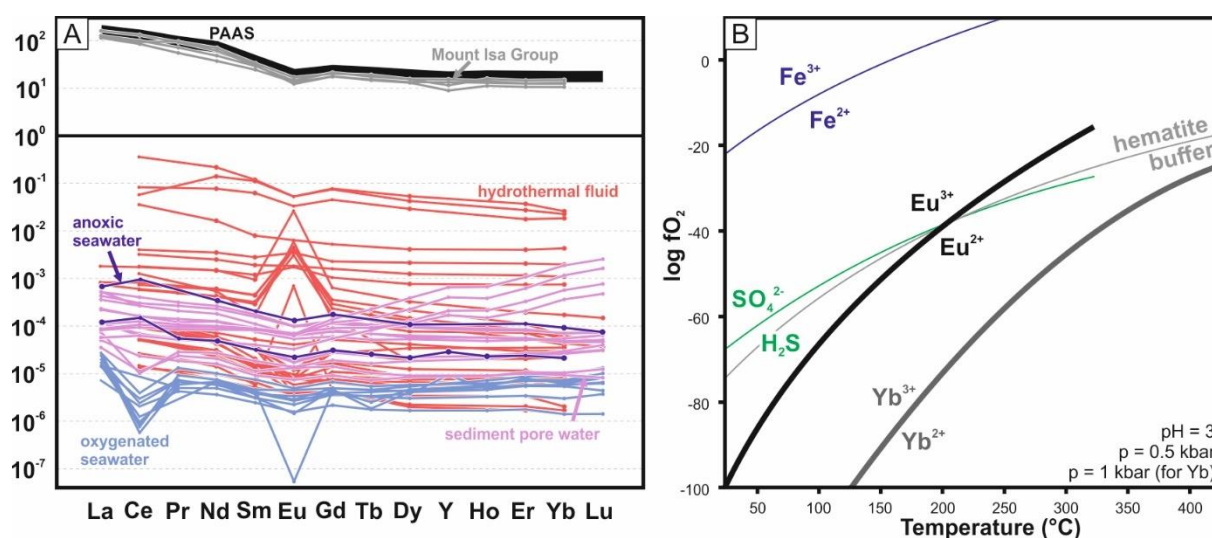 A
PAAS
Mount Isa Group
10²
10¹
10⁰
10⁻¹
10⁻²
10⁻³
10⁻⁴
10⁻⁵
10⁻⁶
10⁻⁷
hydrothermal fluid
anoxic
seawater
oxygenated
seawater
sediment pore water
La Ce Pr Nd Sm Eu Gd Tb Dy Y Ho Er Yb Lu
B
log fO₂
0
-20
-40
-60
-80
-100
Fe³⁺
Fe²⁺
hematite
buffer
Eu³⁺
Eu²⁺
SO₄²⁻
H₂S
Yb³⁺
Yb²⁺
pH = 3
p = 0.5 kbar
p = 1 kbar (for Yb)
50 100 150 200 250 300 350 400
Temperature (°C)